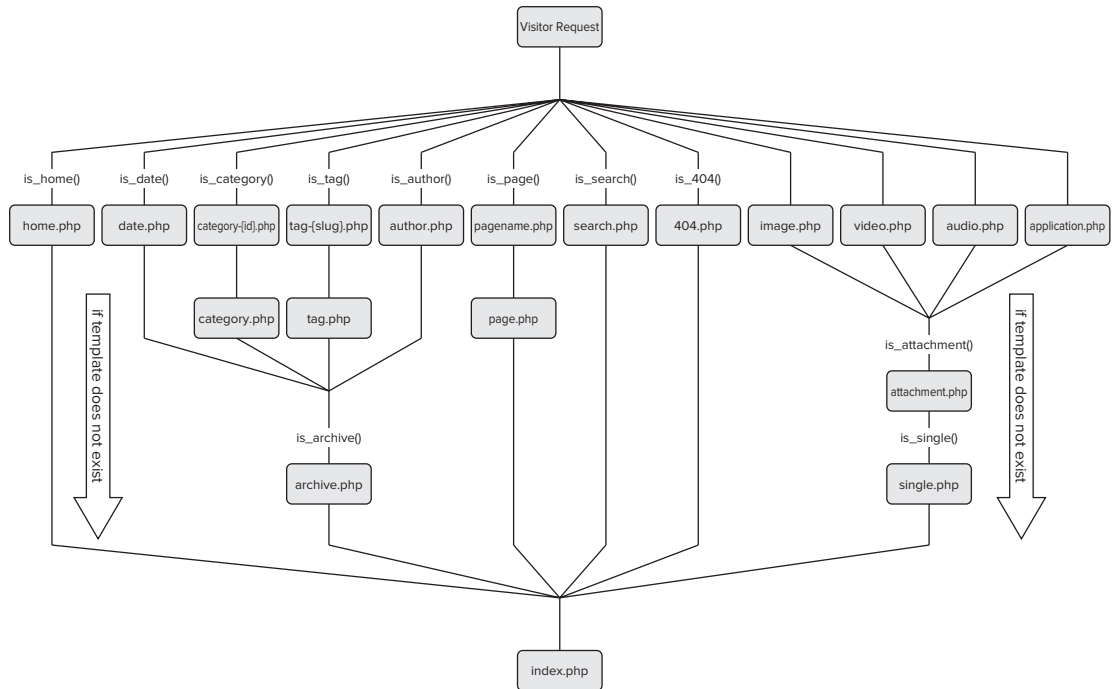 Visitor Request
is_home()
is_date()
is_category()
is_tag()
is_author()
is_page()
is_search()
is_404()
home.php
date.php
category-{id}.php
tag-{slug}.php
author.php
pagename.php
search.php
404.php
image.php
video.php
audio.php
application.php
if template does not exist
category.php
tag.php
page.php
if template does not exist
is_attachment()
attachment.php
is_archive()
is_single()
archive.php
single.php
index.php